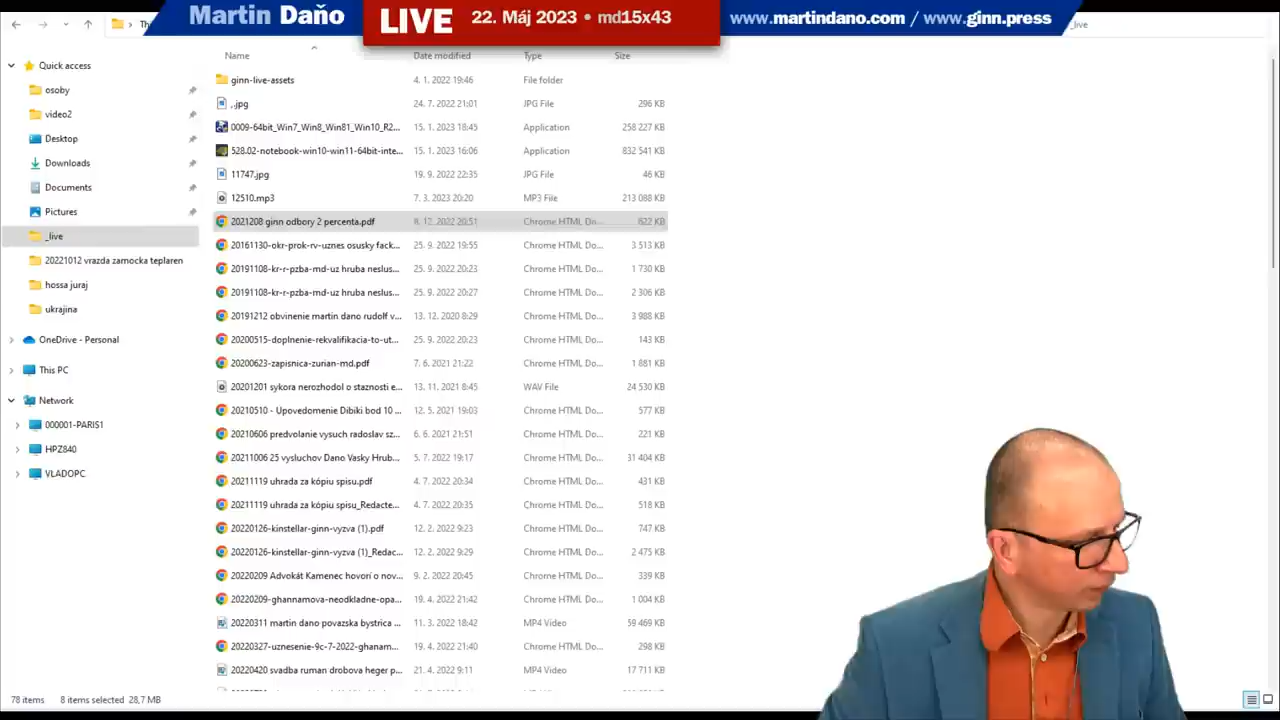 Martin Daňo
LIVE
22. Máj 2023 • md15x43
www.martindano.com / www.ginn.press
_live
Name Date modified Type Size
Quick access
osoby
video2
Desktop
Downloads
Documents
Pictures
_live
20221012 vrazda zamocka teplaren
hossa juraj
ukrajina
OneDrive - Personal
This PC
Network
000001-PARIS1
HPZ840
VLADOPC
ginn-live-assets 4. 1. 2022 19:46 File folder
,.jpg 24. 7. 2022 21:01 JPG File 296 KB
0009-64bit_Win7_Win8_Win81_Win10_R2... 15. 1. 2023 18:45 Application 258 227 KB
528.02-notebook-win10-win11-64bit-inte... 15. 1. 2023 16:06 Application 832 541 KB
11747.jpg 19. 9. 2022 22:35 JPG File 46 KB
12510.mp3 7. 3. 2023 20:20 MP3 File 213 088 KB
2021208 ginn odbory 2 percenta.pdf 8. 12. 2022 20:51 Chrome HTML Do... 622 KB
20161130-okr-prok-rv-uznes osusky fack... 25. 9. 2022 19:55 Chrome HTML Do... 3 513 KB
20191108-kr-r-pzba-md-uz hruba neslus... 25. 9. 2022 20:23 Chrome HTML Do... 1 730 KB
20191108-kr-r-pzba-md-uz hruba neslus... 25. 9. 2022 20:27 Chrome HTML Do... 2 306 KB
20191212 obvinenie martin dano rudolf v... 13. 12. 2020 8:29 Chrome HTML Do... 3 988 KB
20200515-doplnenie-rekvalifikacia-to-ut... 25. 9. 2022 20:23 Chrome HTML Do... 143 KB
20200623-zapisnica-zurian-md.pdf 7. 6. 2021 21:22 Chrome HTML Do... 1 881 KB
20201201 sykora nerozhodol o staznosti e... 13. 11. 2021 8:45 WAV File 24 530 KB
20210510 - Upovedomenie Dibiki bod 10 ... 12. 5. 2021 19:03 Chrome HTML Do... 577 KB
20210606 predvolanie vysuch radoslav sz... 6. 6. 2021 21:51 Chrome HTML Do... 221 KB
20211006 25 vysluchov Dano Vasky Hrub... 5. 7. 2022 19:17 Chrome HTML Do... 31 404 KB
20211119 uhrada za kópiu spisu.pdf 4. 7. 2022 20:34 Chrome HTML Do... 431 KB
20211119 uhrada za kópiu spisu_Redacte... 4. 7. 2022 20:35 Chrome HTML Do... 518 KB
20220126-kinstellar-ginn-vyzva (1).pdf 12. 2. 2022 9:23 Chrome HTML Do... 747 KB
20220126-kinstellar-ginn-vyzva (1)_Redac... 12. 2. 2022 9:29 Chrome HTML Do... 2 475 KB
20220209 Advokát Kamenec hovorí o nov... 9. 2. 2022 20:45 Chrome HTML Do... 339 KB
20220209-ghannamova-neodkladne-opa... 19. 4. 2022 21:42 Chrome HTML Do... 1 004 KB
20220311 martin dano povazska bystrica ... 11. 3. 2022 18:42 MP4 Video 59 469 KB
20220327-uznesenie-9c-7-2022-ghanam... 19. 4. 2022 21:40 Chrome HTML Do... 298 KB
20220420 svadba ruman drobova heger p... 21. 4. 2022 9:11 MP4 Video 17 711 KB
78 items 8 items selected 28,7 MB